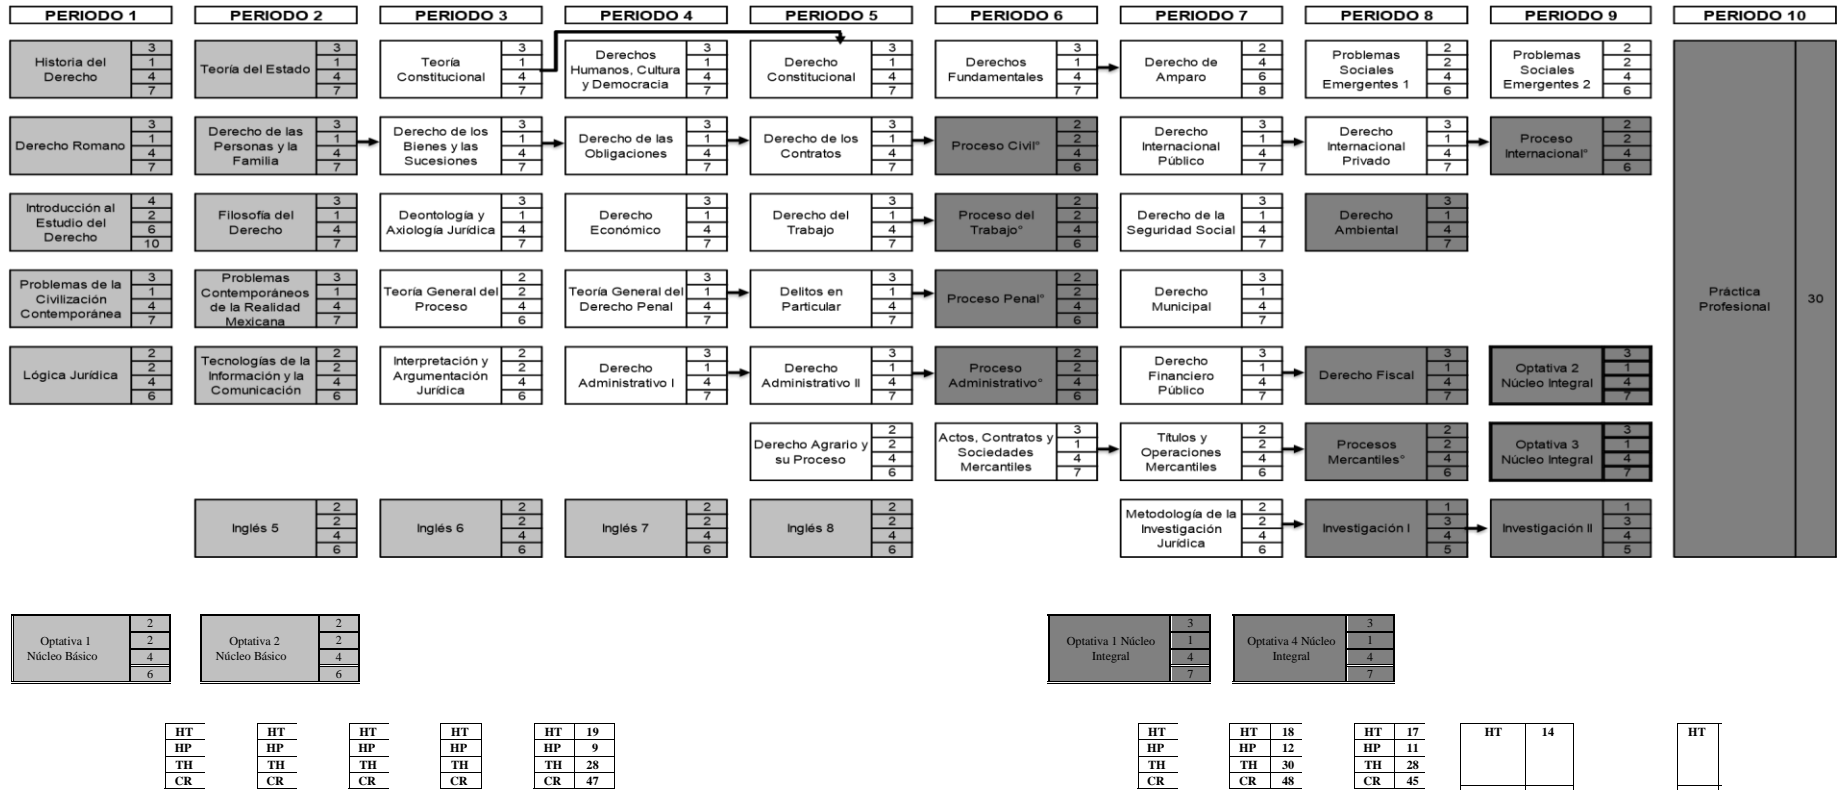 PERIODO 1 PERIODO 2 PERIODO 3 PERIODO 4 PERIODO 5 PERIODO 6 PERIODO 7 PERIODO 8 PERIODO 9 PERIODO 10
Historia del
Derecho
3
1
4
7
Teoría del Estado
3
1
4
7
Teoría
Constitucional
3
1
4
7
Derechos
Humanos, Cultura
y Democracia
3
1
4
7
Derecho
Constitucional
3
1
4
7
Derechos
Fundamentales
3
1
4
7
Derecho de
Amparo
2
4
6
8
Problemas
Sociales
Emergentes 1
2
2
4
6
Problemas
Sociales
Emergentes 2
2
2
4
6
Práctica
Profesional
30
Derecho Romano
3
1
4
7
Derecho de las
Personas y la
Familia
3
1
4
7
Derecho de los
Bienes y las
Sucesiones
3
1
4
7
Derecho de las
Obligaciones
3
1
4
7
Derecho de los
Contratos
3
1
4
7
Proceso Civil°
2
2
4
6
Derecho
Internacional
Público
3
1
4
7
Derecho
Internacional
Privado
3
1
4
7
Proceso
Internacional°
2
2
4
6
Introducción al
Estudio del
Derecho
4
2
6
10
Filosofía del
Derecho
3
1
4
7
Deontología y
Axiología Jurídica
3
1
4
7
Derecho
Económico
3
1
4
7
Derecho del
Trabajo
3
1
4
7
Proceso del
Trabajo°
2
2
4
6
Derecho de la
Seguridad Social
3
1
4
7
Derecho
Ambiental
3
1
4
7
Problemas de la
Civilización
Contemporánea
3
1
4
7
Problemas
Contemporáneos
de la Realidad
Mexicana
3
1
4
7
Teoría General del
Proceso
2
2
4
6
Teoría General del
Derecho Penal
3
1
4
7
Delitos en
Particular
3
1
4
7
Proceso Penal°
2
2
4
6
Derecho
Municipal
3
1
4
7
Lógica Jurídica
2
2
4
6
Tecnologías de la
Información y la
Comunicación
2
2
4
6
Interpretación y
Argumentación
Jurídica
2
2
4
6
Derecho
Administrativo I
3
1
4
7
Derecho
Administrativo II
3
1
4
7
Proceso
Administrativo°
2
2
4
6
Derecho
Financiero
Público
3
1
4
7
Derecho Fiscal
3
1
4
7
Optativa 2
Núcleo Integral
3
1
4
7
Derecho Agrario y
su Proceso
2
2
4
6
Actos, Contratos y
Sociedades
Mercantiles
3
1
4
7
Títulos y
Operaciones
Mercantiles
2
2
4
6
Procesos
Mercantiles°
2
2
4
6
Optativa 3
Núcleo Integral
3
1
4
7
Inglés 5
2
2
4
6
Inglés 6
2
2
4
6
Inglés 7
2
2
4
6
Inglés 8
2
2
4
6
Metodología de la
Investigación
Jurídica
2
2
4
6
Investigación I
1
3
4
5
Investigación II
1
3
4
5
Optativa 1
Núcleo Básico
2
2
4
6
Optativa 2
Núcleo Básico
2
2
4
6
Optativa 1 Núcleo
Integral
3
1
4
7
Optativa 4 Núcleo
Integral
3
1
4
7
HT HT HT HT HT 19 HT HT 18 HT 17 HT 14 HT
HP HP HP HP HP 9 HP HP 12 HP 11
TH TH TH TH TH 28 TH TH 30 TH 28
CR CR CR CR CR 47 CR CR 48 CR 45